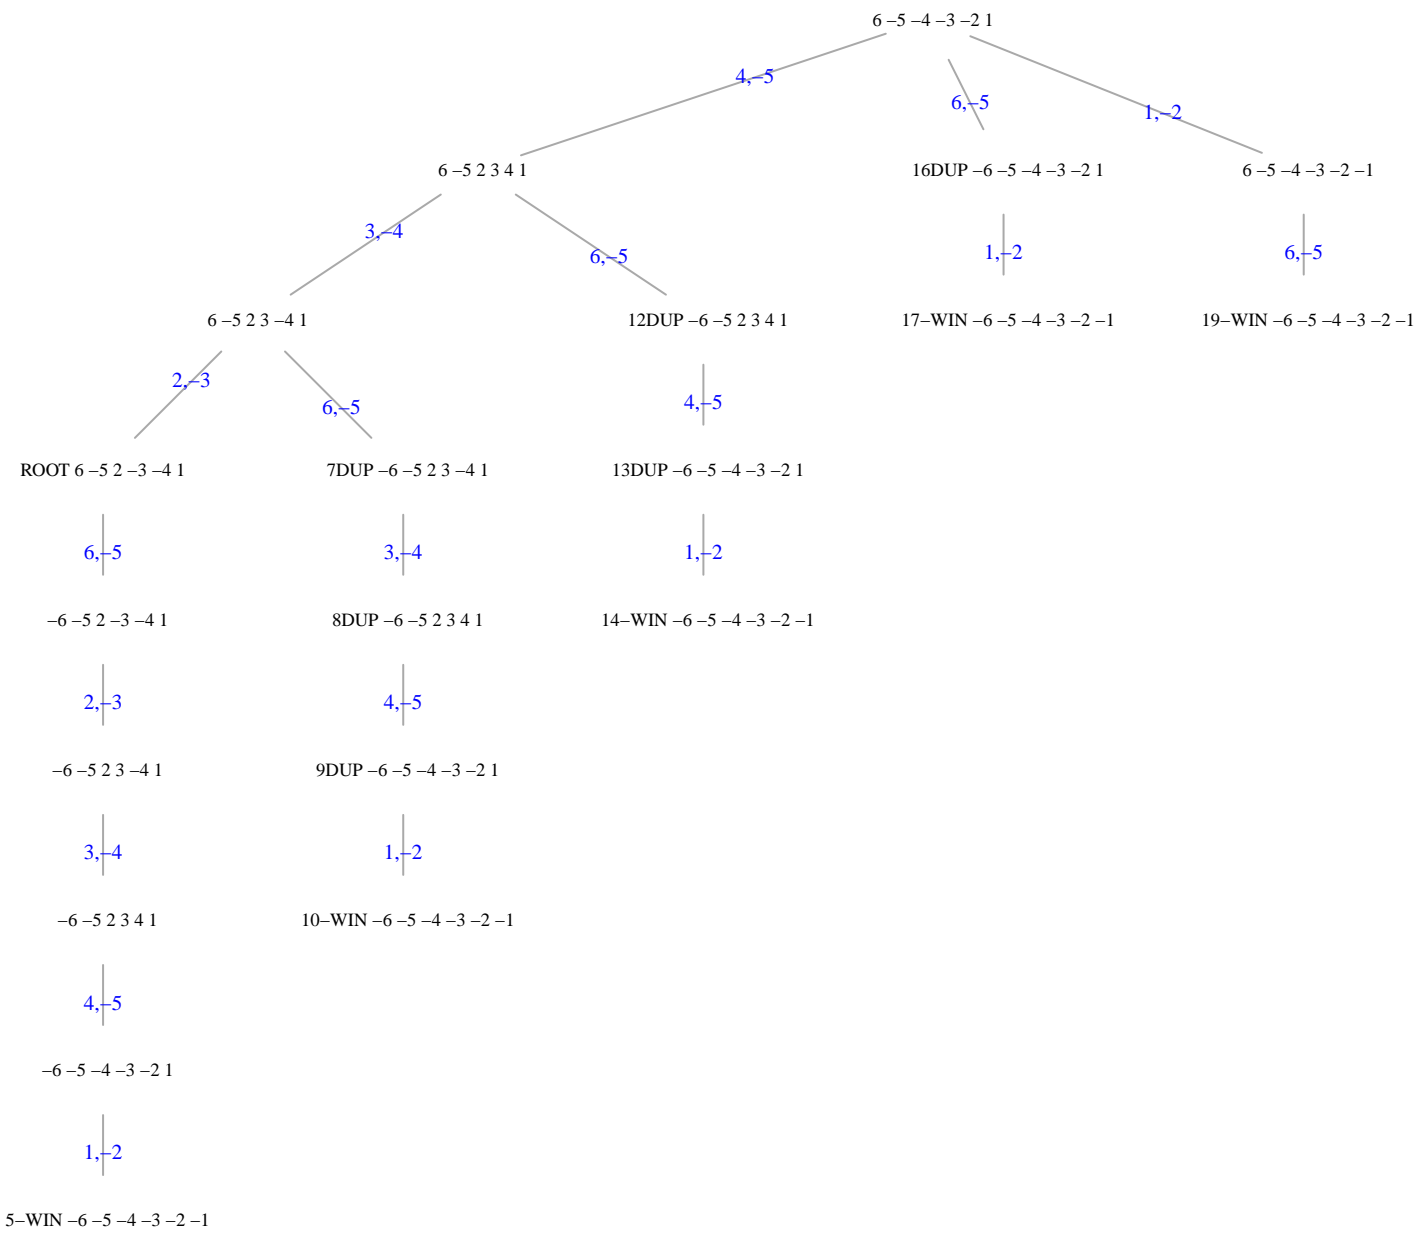 6 –5 –4 –3 –2 1
4,–5
6,–5
1,–2
6 –5 2 3 4 1
16DUP –6 –5 –4 –3 –2 1
6 –5 –4 –3 –2 –1
3,–4
6,–5
1,–2
6,–5
6 –5 2 3 –4 1
12DUP –6 –5 2 3 4 1
17–WIN –6 –5 –4 –3 –2 –1
19–WIN –6 –5 –4 –3 –2 –1
2,–3
6,–5
4,–5
ROOT 6 –5 2 –3 –4 1
7DUP –6 –5 2 3 –4 1
13DUP –6 –5 –4 –3 –2 1
6,–5
3,–4
1,–2
–6 –5 2 –3 –4 1
8DUP –6 –5 2 3 4 1
14–WIN –6 –5 –4 –3 –2 –1
2,–3
4,–5
–6 –5 2 3 –4 1
9DUP –6 –5 –4 –3 –2 1
3,–4
1,–2
–6 –5 2 3 4 1
10–WIN –6 –5 –4 –3 –2 –1
4,–5
–6 –5 –4 –3 –2 1
1,–2
5–WIN –6 –5 –4 –3 –2 –1